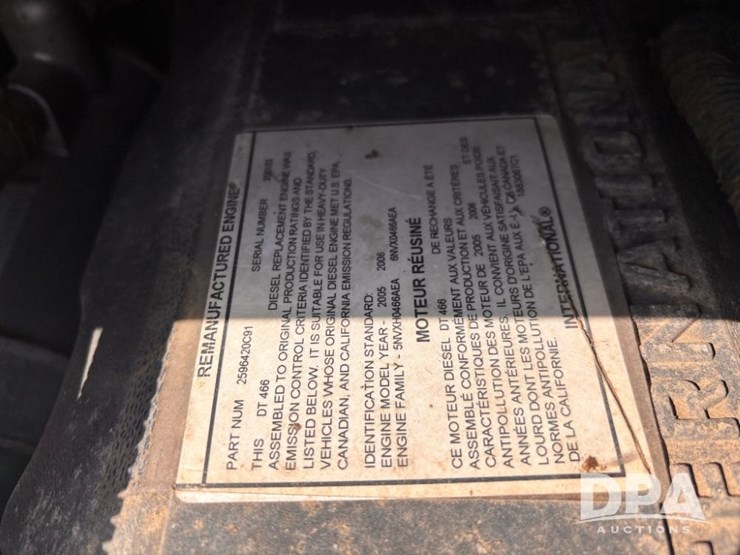 REMANUFACTURED ENGINE
PART NUM 2596420C91 SERIAL NUMBER
THIS DT 466 DIESEL REPLACEMENT ENGINE WAS
ASSEMBLED TO ORIGINAL PRODUCTION RATINGS AND
EMISSION CONTROL CRITERIA IDENTIFIED BY THE STANDARD,
LISTED BELOW. IT IS SUITABLE FOR USE IN HEAVY-DUTY
VEHICLES WHOSE ORIGINAL DIESEL ENGINE MET U.S. EPA,
CANADIAN, AND CALIFORNIA EMISSION REGULATIONS.
IDENTIFICATION STANDARD:
ENGINE MODEL YEAR - 2005 2006
ENGINE FAMILY - 5NVXH0466AEA 6NVXH0466AEA
MOTEUR RÉUSINÉ
CE MOTEUR DIESEL DT 466 DE RECHANGE A ÉTÉ
ASSEMBLÉ CONFORMÉMENT AUX VALEURS ET DES
CARACTÉRISTIQUES DE PRODUCTION ET AUX CRITÈRES
ANTIPOLLUTION DES MOTEUR DE 2005 2006
ANTÉRIEURES. IL CONVIENT AUX VÉHICULES POIDS
LOURD DONT LES MOTEURS D'ORIGINE SATISFAISAIT AUX
NORMES ANTIPOLLUTION DE L'EPA AUX É-U, DE CANADA ET
DE LA CALIFORNIE.
INTERNATIONAL®
ERNATIONA
DPA
AUCTIONS